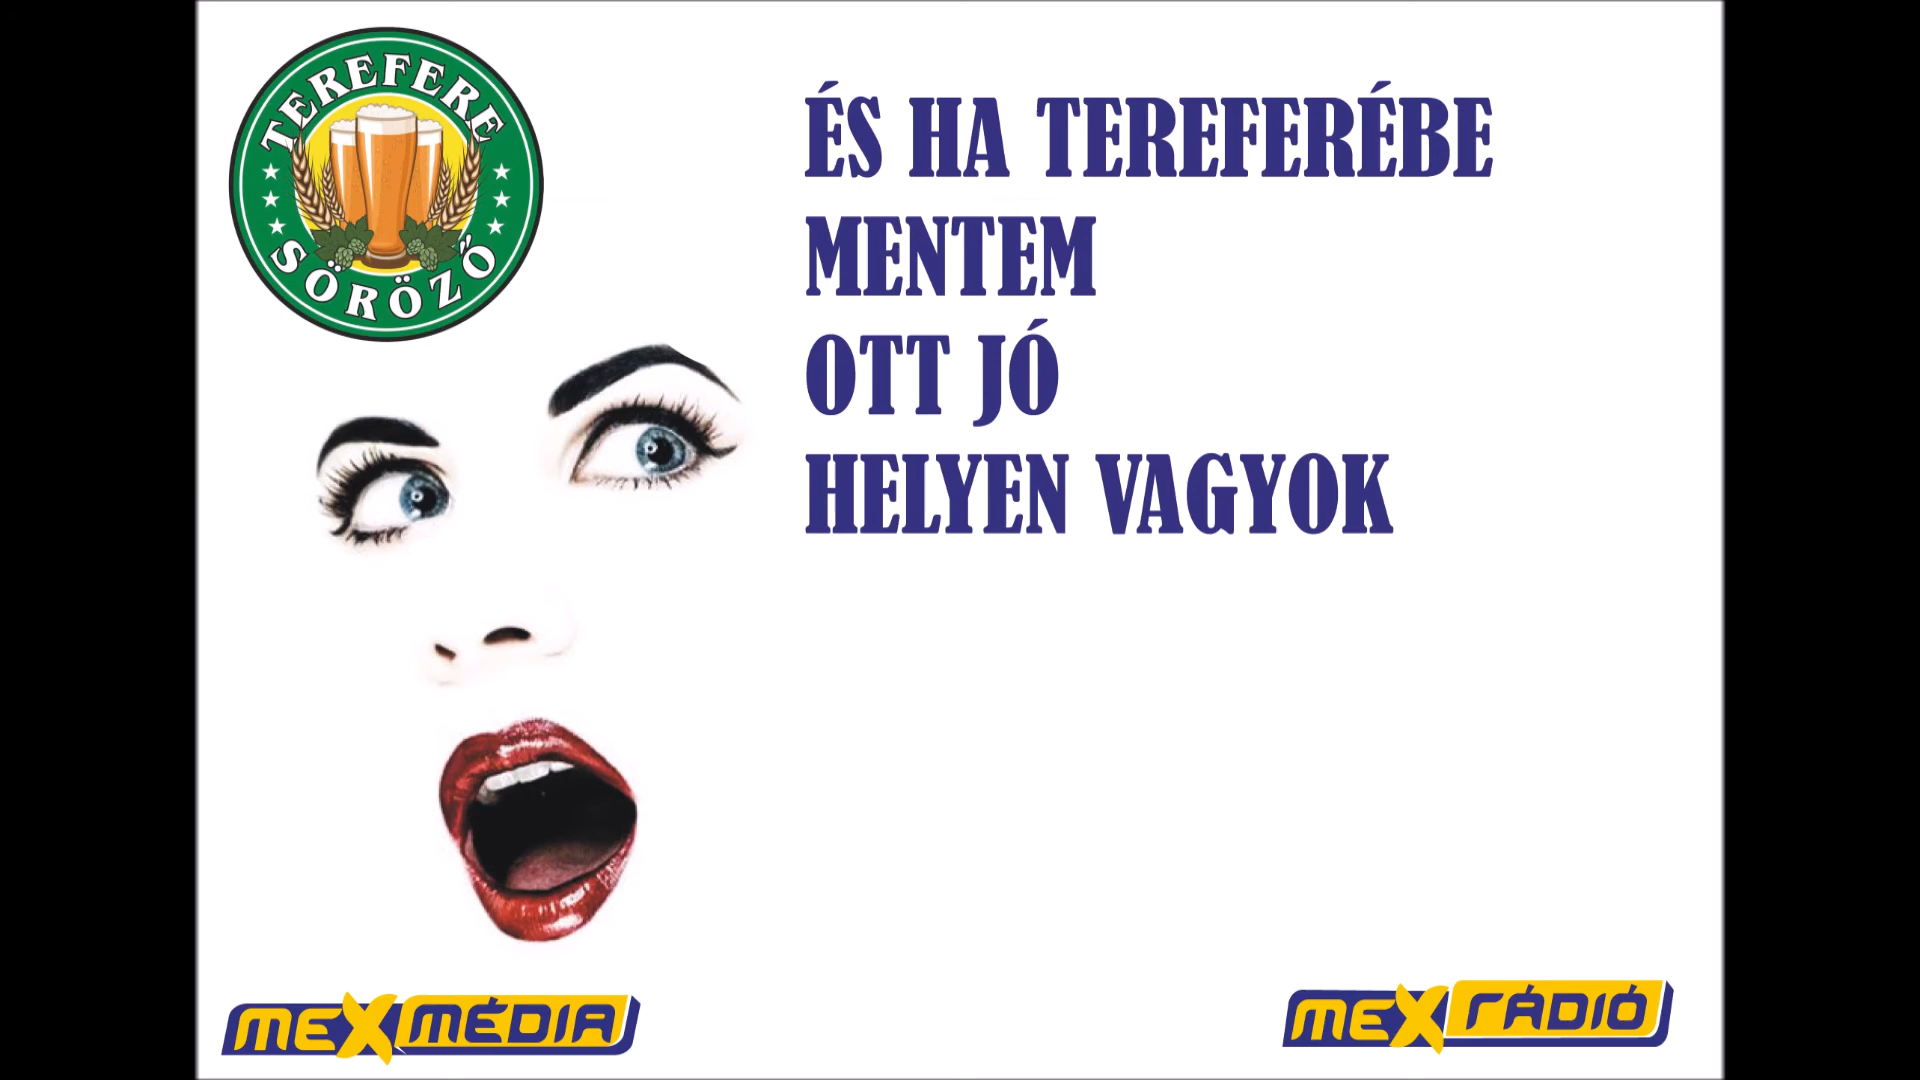 TEREFERE
SÖRÖZŐ
ÉS HA TEREFERÉBE
MENTEM
OTT JÓ
HELYEN VAGYOK
MEX MÉDIA
MEX RÁDIÓ